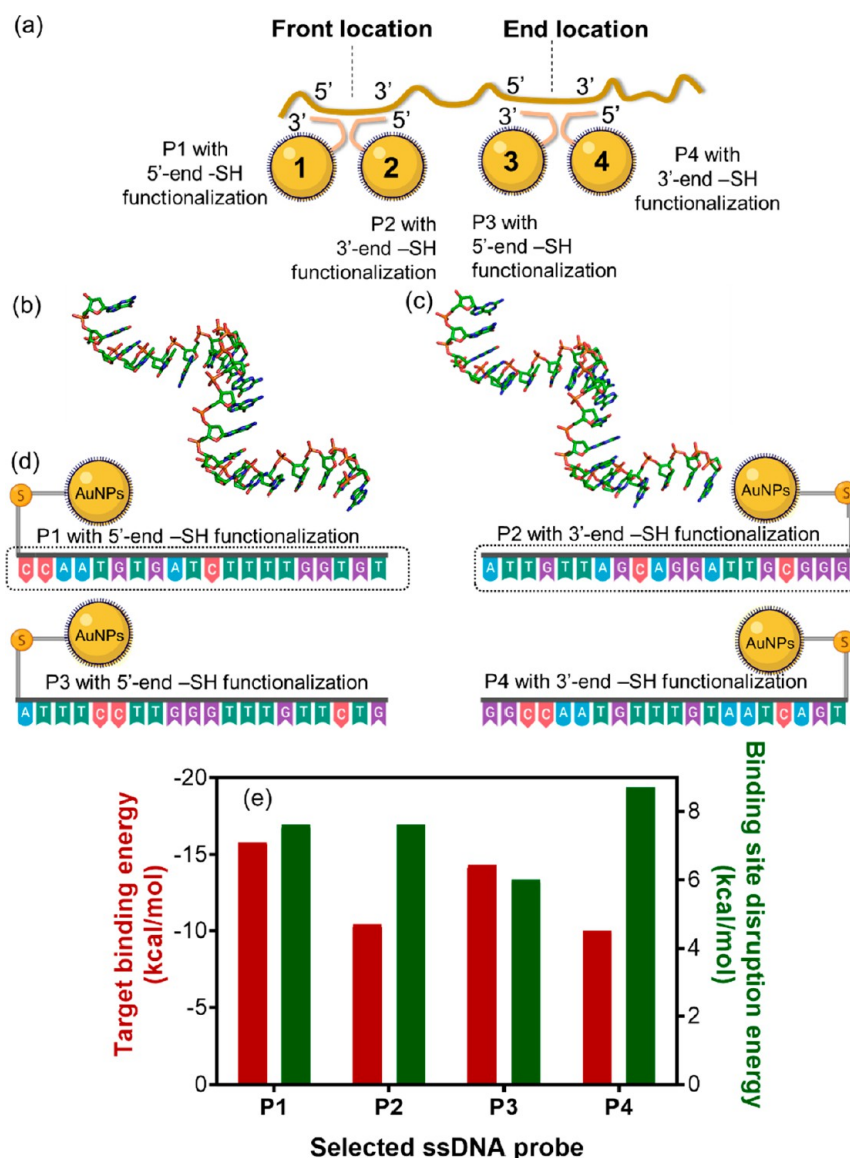 (a)
Front location
End location
5’ 3’ 5’ 3’
3’ 5’ 3’ 5’
1 2 3 4
P1 with
5’-end -SH
functionalization
P2 with
3’-end –SH
functionalization
P3 with
5’-end –SH
functionalization
P4 with
3’-end –SH
functionalization
(b)
(c)
(d)
S
AuNPs
P1 with 5’-end –SH functionalization
CCAATGTGATCTTTTGGTGT
AuNPs
S
P2 with 3’-end –SH functionalization
ATTGTTAGCAGGATTGCGGG
S
AuNPs
P3 with 5’-end –SH functionalization
ATTTCCTTGGGTTTGTTCTG
AuNPs
S
P4 with 3’-end –SH functionalization
GGCCAATGTTTGTAATCAGT
(e)
Target binding energy
(kcal/mol)
-20
-15
-10
-5
0
8
6
4
2
0
Binding site disruption energy
(kcal/mol)
P1 P2 P3 P4
Selected ssDNA probe